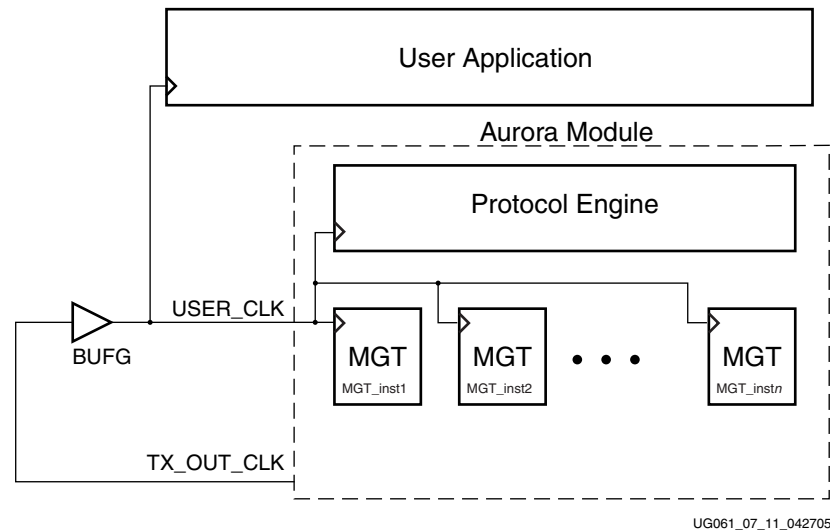 User Application
Aurora Module
Protocol Engine
USER_CLK
BUFG
MGT
MGT_inst1
MGT
MGT_inst2
MGT
MGT_instn
TX_OUT_CLK
UG061_07_11_042705